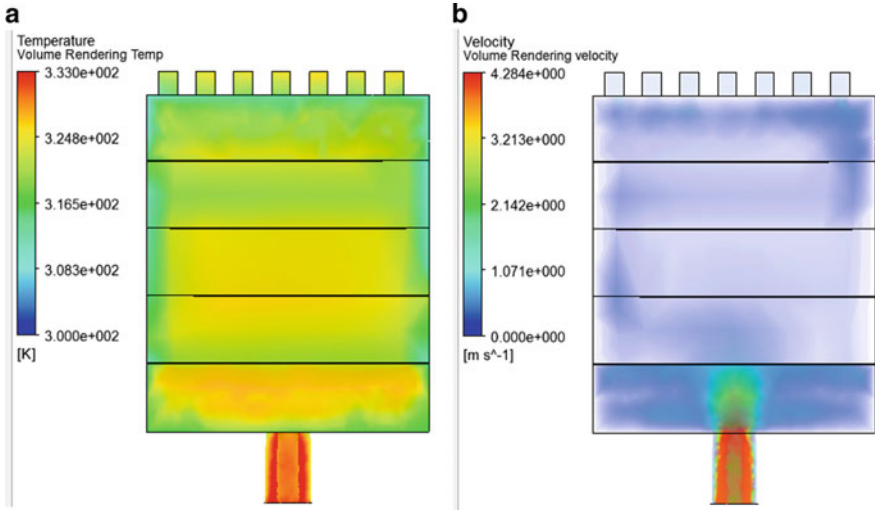 a
Temperature
Volume Rendering Temp
3.330e+002
3.248e+002
3.165e+002
3.083e+002
3.000e+002
[K]
b
Velocity
Volume Rendering velocity
4.284e+000
3.213e+000
2.142e+000
1.071e+000
0.000e+000
[m s^-1]